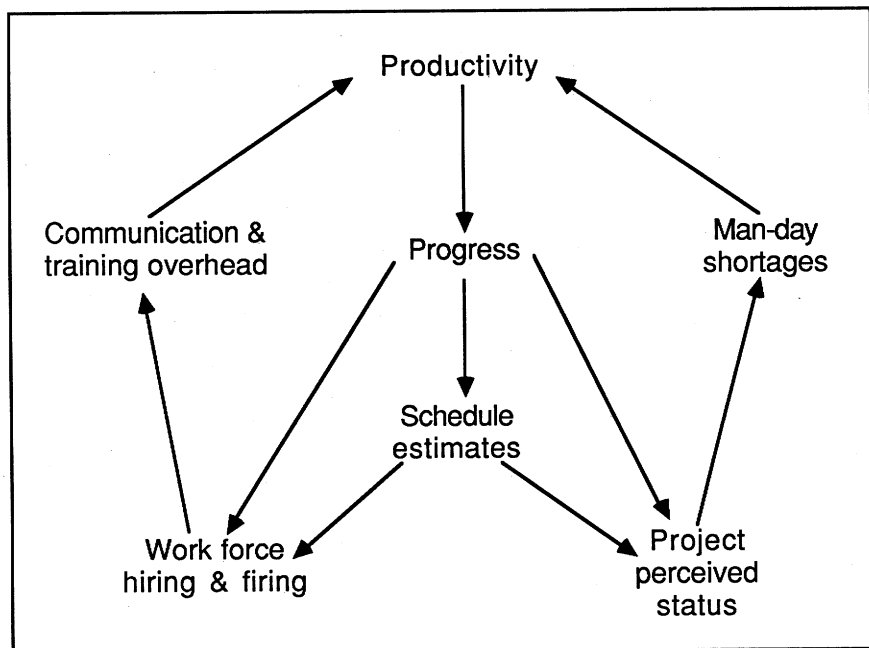 Productivity
Communication &
training overhead
Progress
Man-day
shortages
Schedule
estimates
Work force
hiring & firing
Project
perceived
status